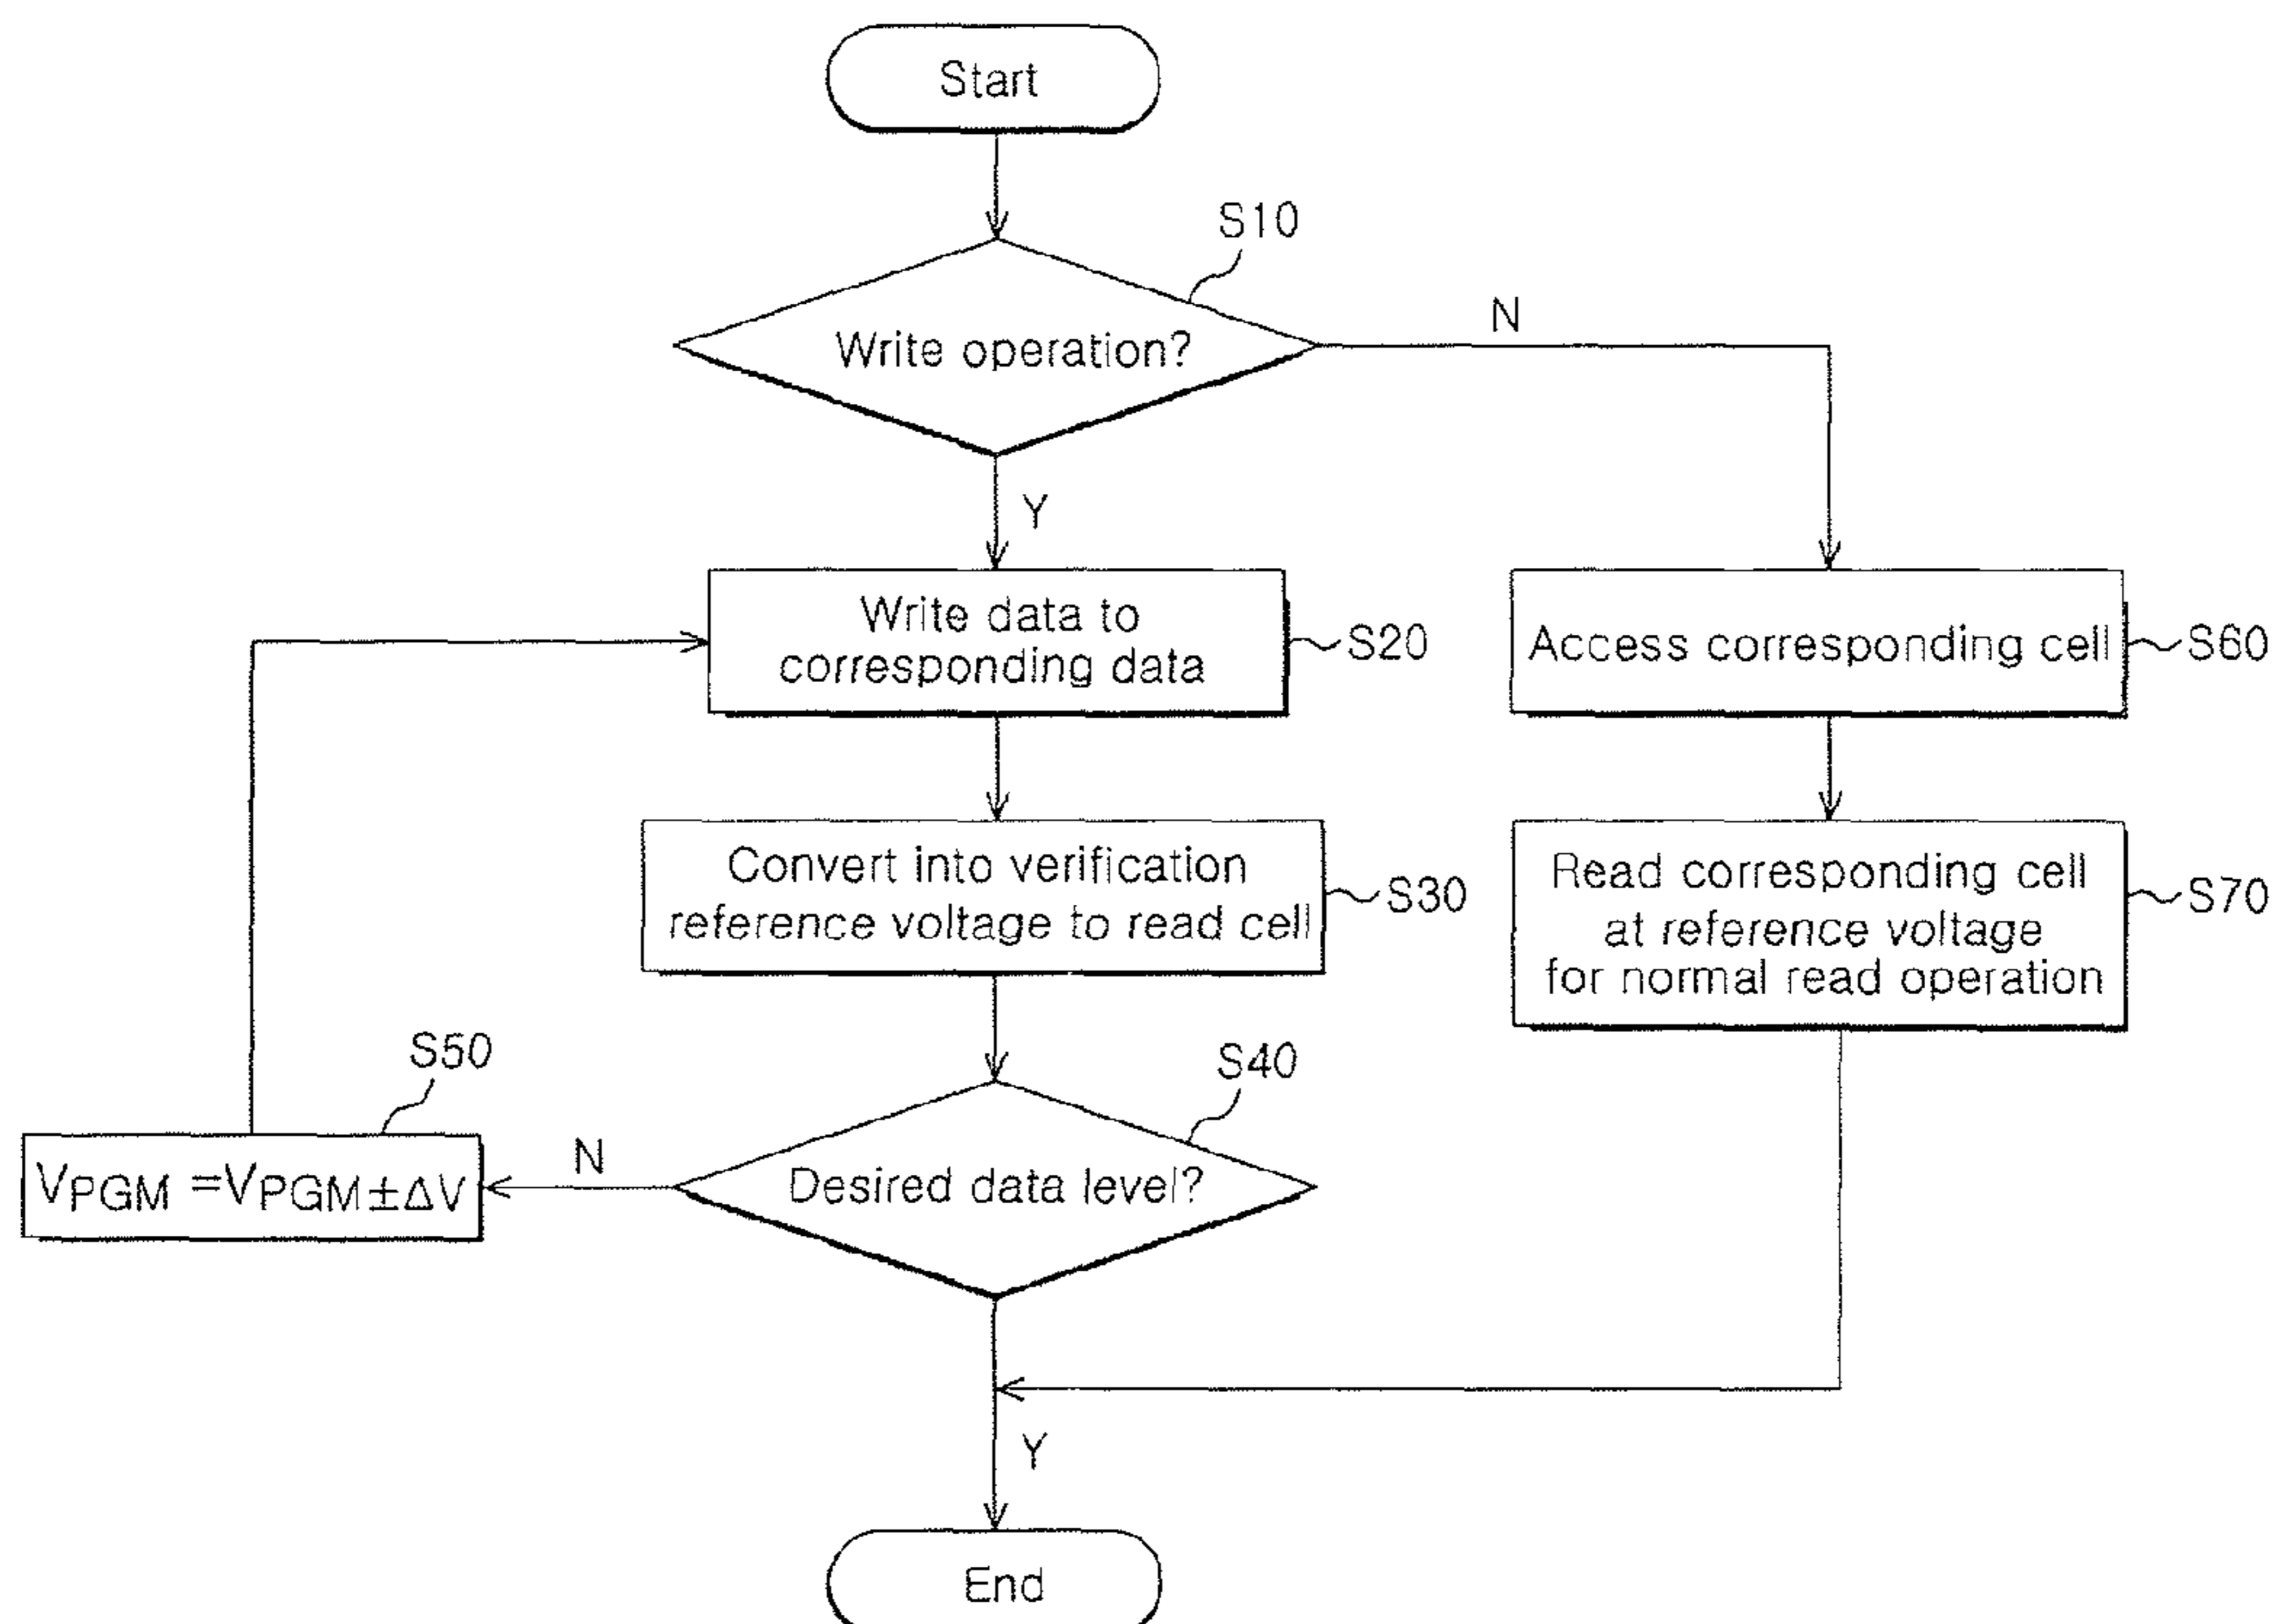 Start
S10
Write operation?
N
Y
Write data to
corresponding data
S20
Access corresponding cell
S60
Convert into verification
reference voltage to read cell
S30
Read corresponding cell
at reference voltage
for normal read operation
S70
S50
VPGM =VPGM±ΔV
N
S40
Desired data level?
Y
End